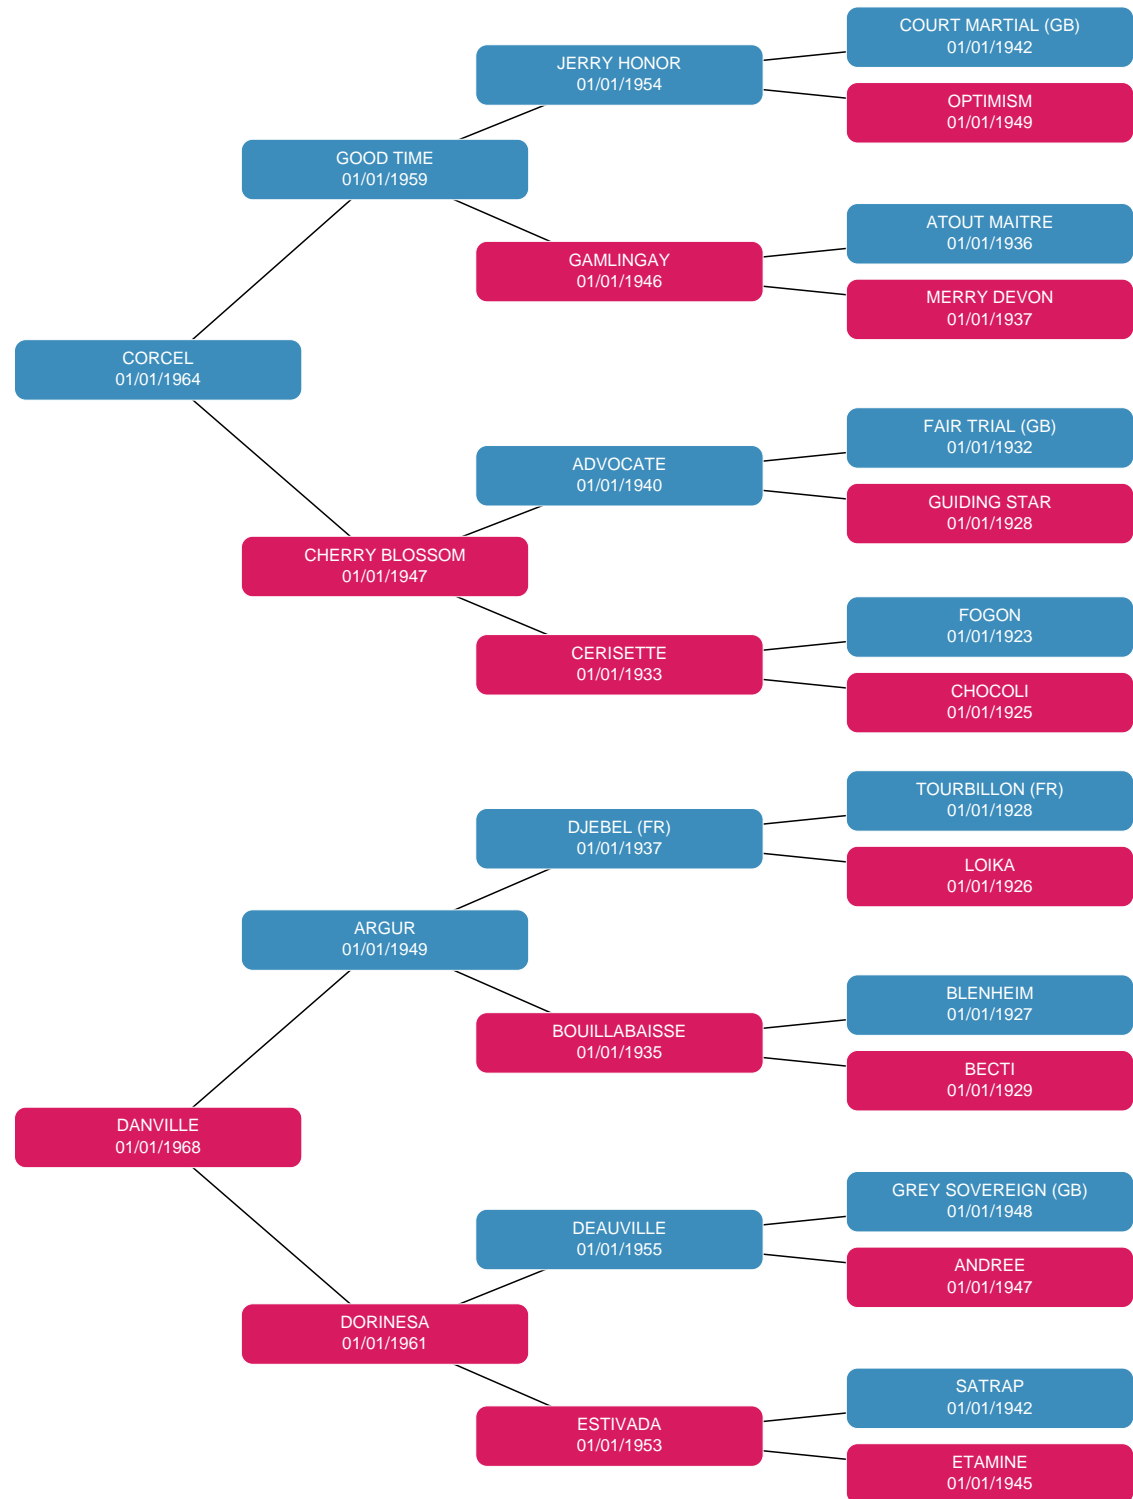 COURT MARTIAL (GB)
01/01/1942
JERRY HONOR
01/01/1954
OPTIMISM
01/01/1949
GOOD TIME
01/01/1959
ATOUT MAITRE
01/01/1936
GAMLINGAY
01/01/1946
MERRY DEVON
01/01/1937
CORCEL
01/01/1964
FAIR TRIAL (GB)
01/01/1932
ADVOCATE
01/01/1940
GUIDING STAR
01/01/1928
CHERRY BLOSSOM
01/01/1947
FOGON
01/01/1923
CERISETTE
01/01/1933
CHOCOLI
01/01/1925
TOURBILLON (FR)
01/01/1928
DJEBEL (FR)
01/01/1937
LOIKA
01/01/1926
ARGUR
01/01/1949
BLENHEIM
01/01/1927
BOUILLABAISSE
01/01/1935
BECTI
01/01/1929
DANVILLE
01/01/1968
GREY SOVEREIGN (GB)
01/01/1948
DEAUVILLE
01/01/1955
ANDREE
01/01/1947
DORINESA
01/01/1961
SATRAP
01/01/1942
ESTIVADA
01/01/1953
ETAMINE
01/01/1945